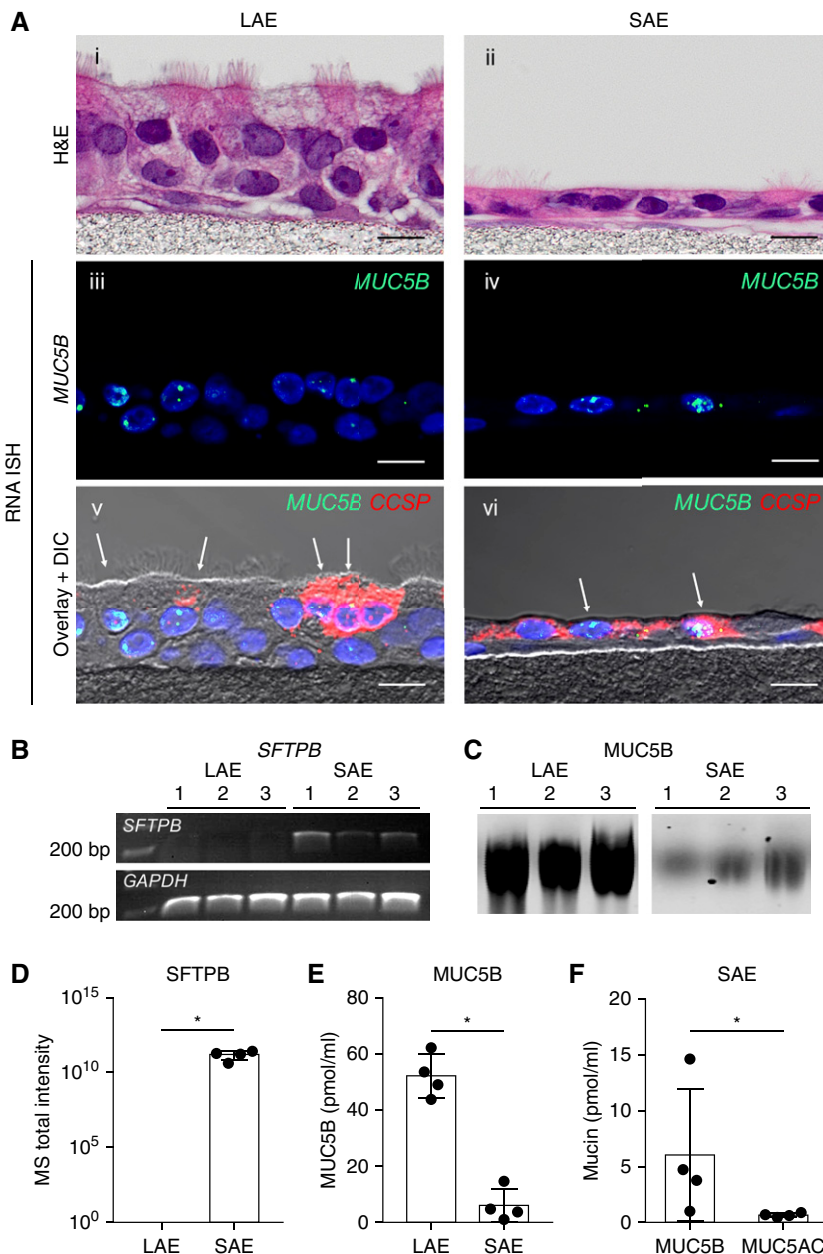 A
LAE
SAE
H&E
i
ii
RNA ISH
MUC5B
iii
MUC5B
iv
MUC5B
Overlay + DIC
v
MUC5B CCSP
vi
MUC5B CCSP
B
SFTPB
LAE
SAE
1 2 3 1 2 3
SFTPB
200 bp
GAPDH
200 bp
C
MUC5B
LAE
SAE
1 2 3 1 2 3
D
SFTPB
MS total intensity
10^15
10^10
10^5
10^0
*
LAE SAE
E
MUC5B
MUC5B (pmol/ml)
80
60
40
20
0
*
LAE SAE
F
SAE
Mucin (pmol/ml)
20
15
10
5
0
*
MUC5B MUC5AC